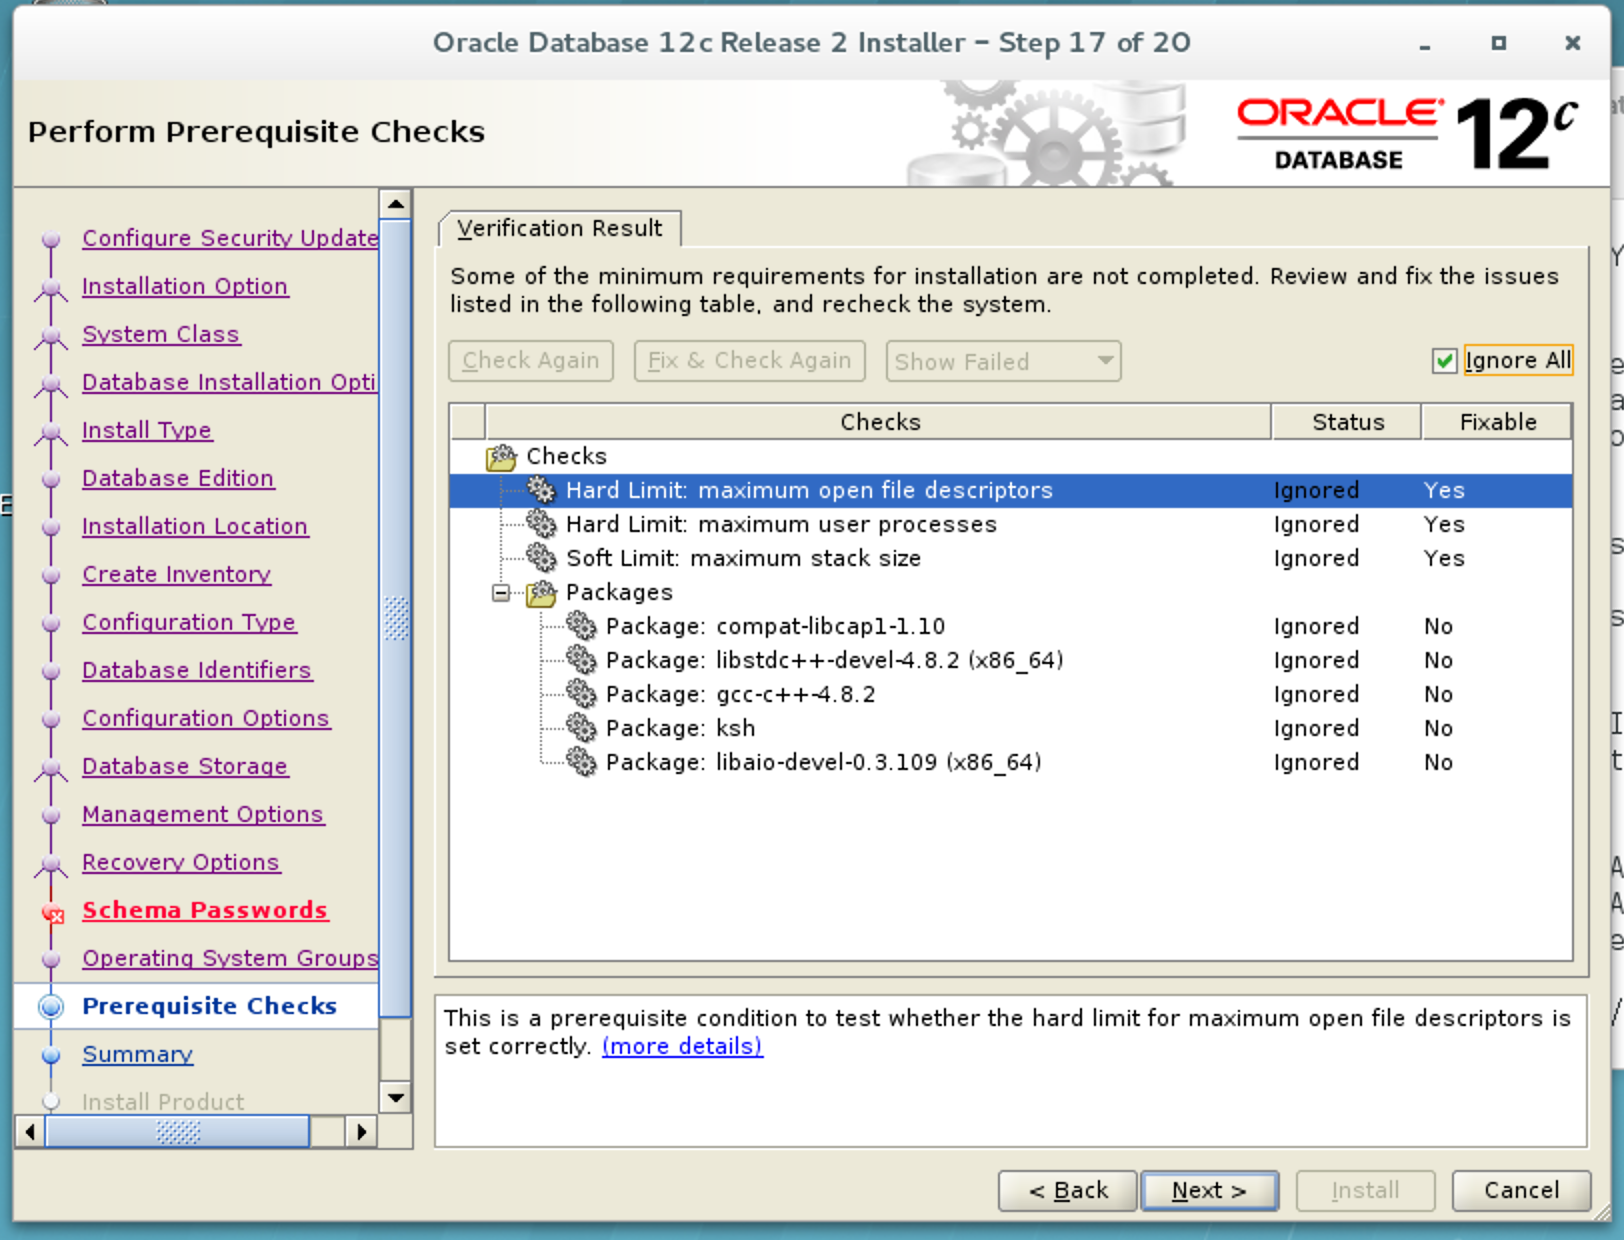 Oracle Database 12c Release 2 Installer – Step 17 of 20
Perform Prerequisite Checks
ORACLE
DATABASE
12c
Configure Security Update
Installation Option
System Class
Database Installation Opti
Install Type
Database Edition
Installation Location
Create Inventory
Configuration Type
Database Identifiers
Configuration Options
Database Storage
Management Options
Recovery Options
Schema Passwords
Operating System Groups
Prerequisite Checks
Summary
Install Product
Verification Result
Some of the minimum requirements for installation are not completed. Review and fix the issues
listed in the following table, and recheck the system.
Check Again Fix & Check Again Show Failed Ignore All
Checks Status Fixable
Checks
Hard Limit: maximum open file descriptors Ignored Yes
Hard Limit: maximum user processes Ignored Yes
Soft Limit: maximum stack size Ignored Yes
Packages
Package: compat-libcap1-1.10 Ignored No
Package: libstdc++-devel-4.8.2 (x86_64) Ignored No
Package: gcc-c++-4.8.2 Ignored No
Package: ksh Ignored No
Package: libaio-devel-0.3.109 (x86_64) Ignored No
This is a prerequisite condition to test whether the hard limit for maximum open file descriptors is
set correctly. (more details)
< Back Next > Install Cancel